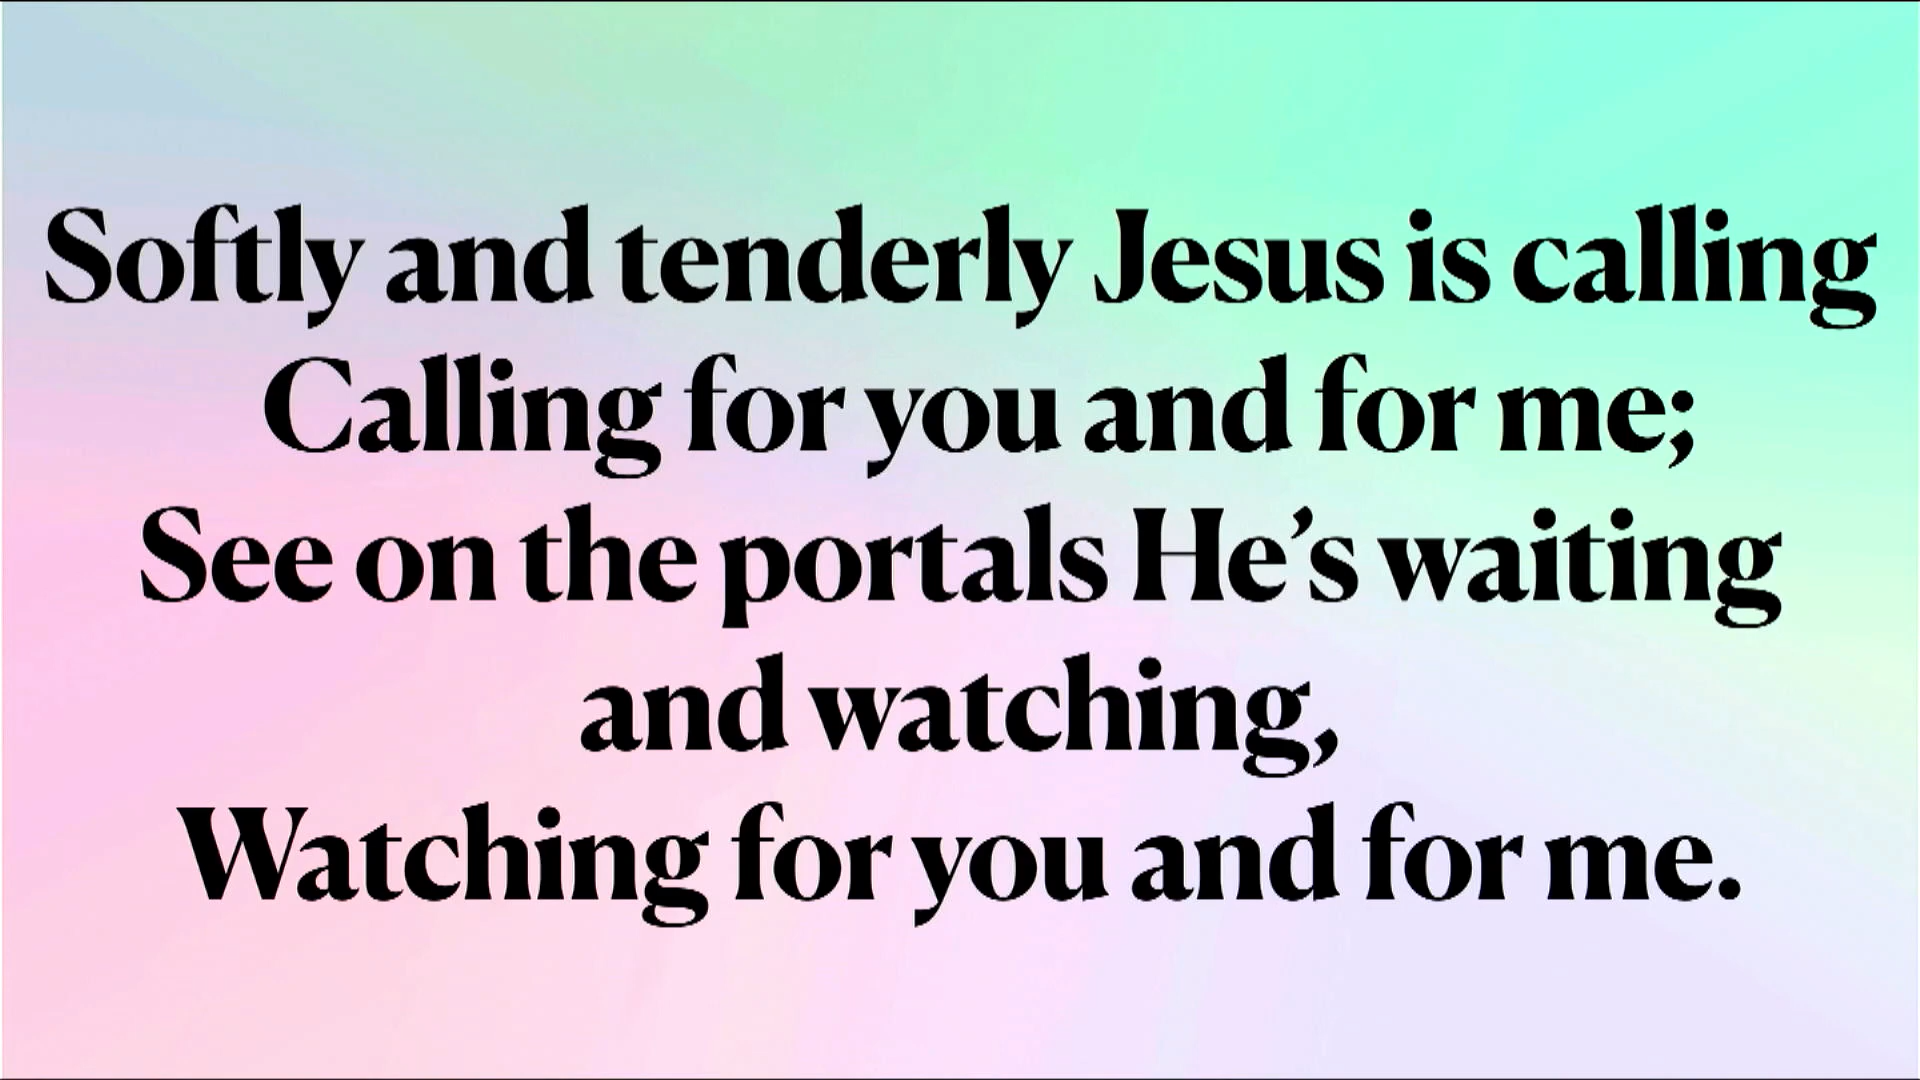 Softly and tenderly Jesus is calling
Calling for you and for me;
See on the portals He’s waiting
and watching,
Watching for you and for me.